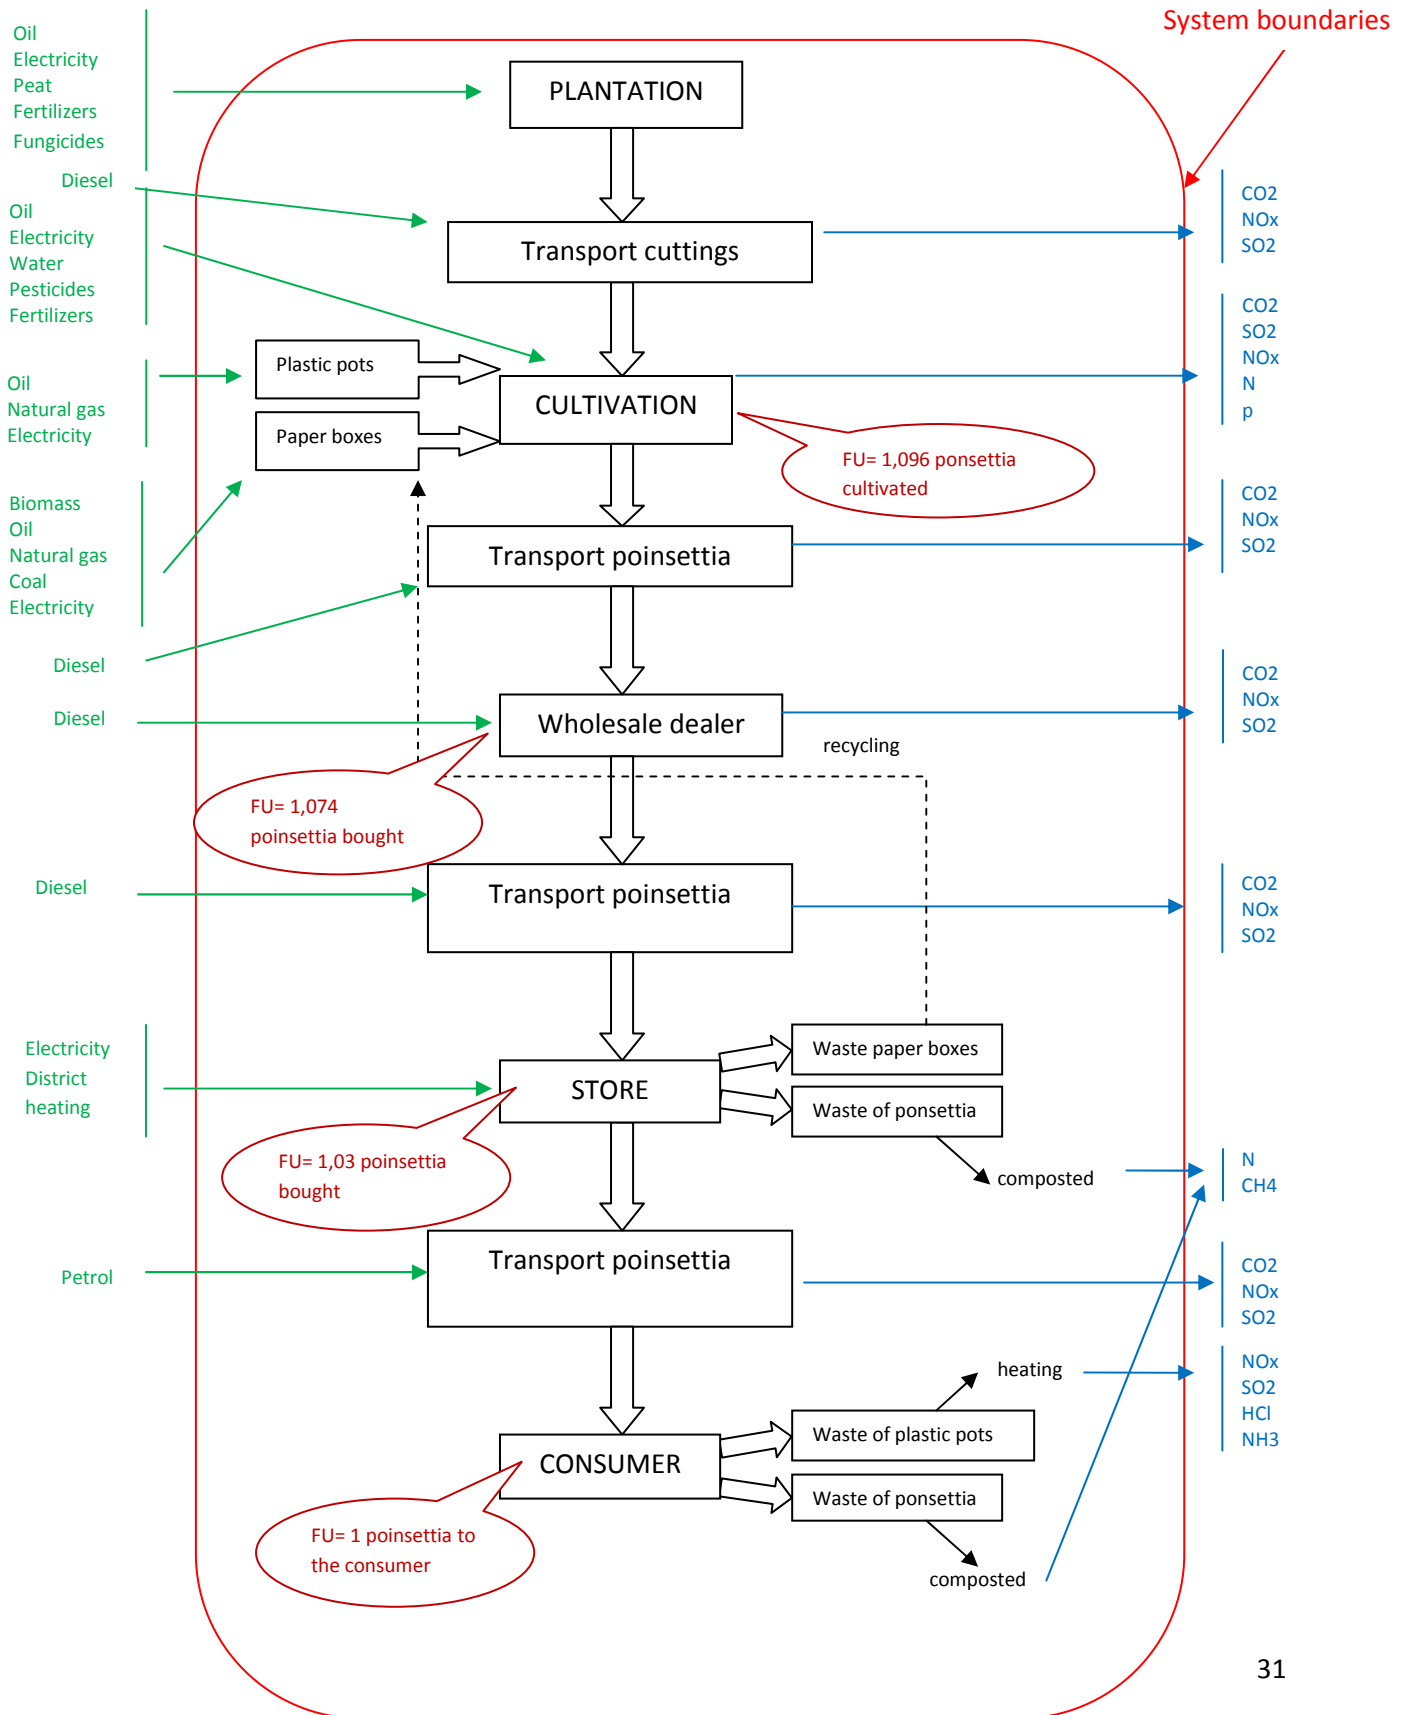 System boundaries
Oil
Electricity
Peat
Fertilizers
Fungicides
PLANTATION
Diesel
CO2
NOx
SO2
Oil
Electricity
Water
Pesticides
Fertilizers
Transport cuttings
CO2
SO2
NOx
N
p
Plastic pots
Oil
Natural gas
Electricity
CULTIVATION
Paper boxes
FU= 1,096 ponsettia
cultivated
Biomass
Oil
Natural gas
Coal
Electricity
CO2
NOx
SO2
Transport poinsettia
Diesel
CO2
NOx
SO2
Diesel
Wholesale dealer
recycling
FU= 1,074
poinsettia bought
Diesel
Transport poinsettia
CO2
NOx
SO2
Electricity
District
heating
Waste paper boxes
STORE
Waste of ponsettia
FU= 1,03 poinsettia
bought
composted
N
CH4
Transport poinsettia
Petrol
CO2
NOx
SO2
heating
NOx
SO2
HCl
NH3
Waste of plastic pots
CONSUMER
Waste of ponsettia
FU= 1 poinsettia to
the consumer
composted
31